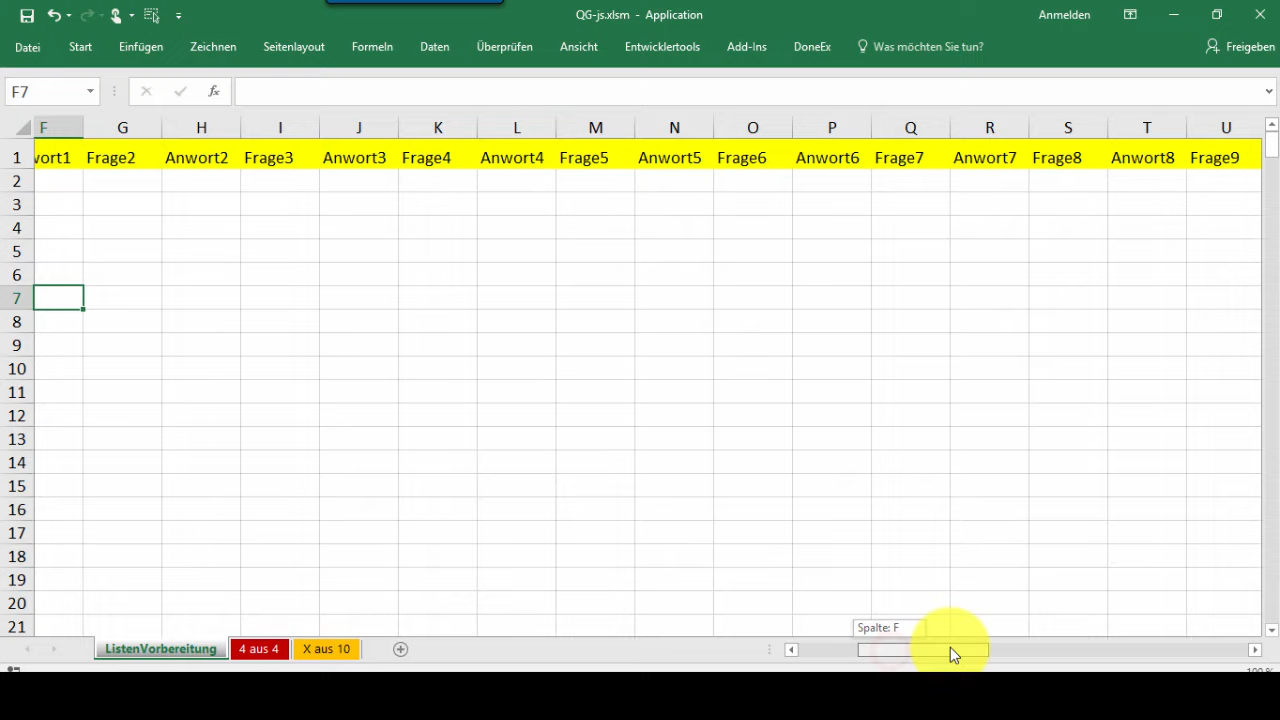 QG-js.xlsm - Application
Anmelden
Datei Start Einfügen Zeichnen Seitenlayout Formeln Daten Überprüfen Ansicht Entwicklertools Add-Ins DoneEx Was möchten Sie tun? Freigeben
F7 fx
F G H I J K L M N O P Q R S T U
1 wort1 Frage2 Anwort2 Frage3 Anwort3 Frage4 Anwort4 Frage5 Anwort5 Frage6 Anwort6 Frage7 Anwort7 Frage8 Anwort8 Frage9
2
3
4
5
6
7
8
9
10
11
12
13
14
15
16
17
18
19
20
21
Spalte: F
ListenVorbereitung 4 aus 4 X aus 10